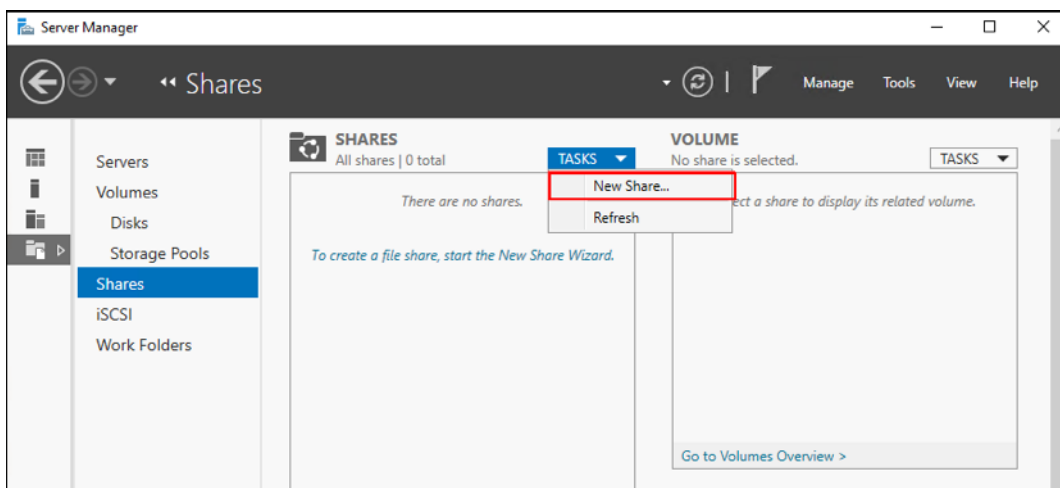 Server Manager
Shares
Manage Tools View Help
Servers
Volumes
Disks
Storage Pools
Shares
iSCSI
Work Folders
SHARES
All shares | 0 total
TASKS
New Share...
Refresh
There are no shares.
To create a file share, start the New Share Wizard.
VOLUME
No share is selected.
TASKS
a share to display its related volume.
Go to Volumes Overview >